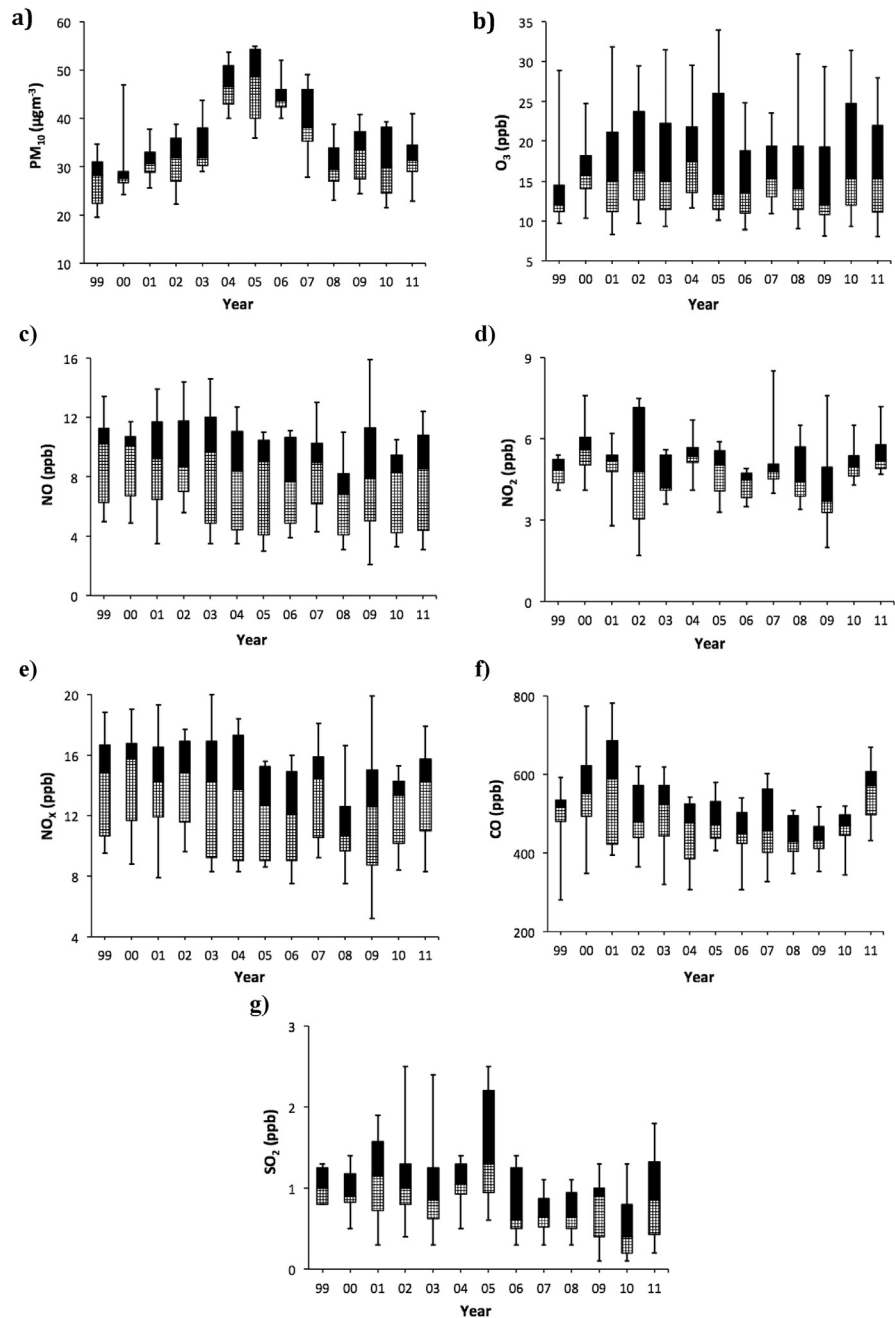 a)
60
50
40
30
20
10
PM10 (µgm-3)
99 00 01 02 03 04 05 06 07 08 09 10 11
Year
b)
35
30
25
20
15
10
5
O3 (ppb)
99 00 01 02 03 04 05 06 07 08 09 10 11
Year
c)
16
12
8
4
0
NO (ppb)
99 00 01 02 03 04 05 06 07 08 09 10 11
Year
d)
9
6
3
0
NO2 (ppb)
99 00 01 02 03 04 05 06 07 08 09 10 11
Year
e)
20
16
12
8
4
NOX (ppb)
99 00 01 02 03 04 05 06 07 08 09 10 11
Year
f)
800
600
400
200
CO (ppb)
99 00 01 02 03 04 05 06 07 08 09 10 11
Year
g)
3
2
1
0
SO2 (ppb)
99 00 01 02 03 04 05 06 07 08 09 10 11
Year